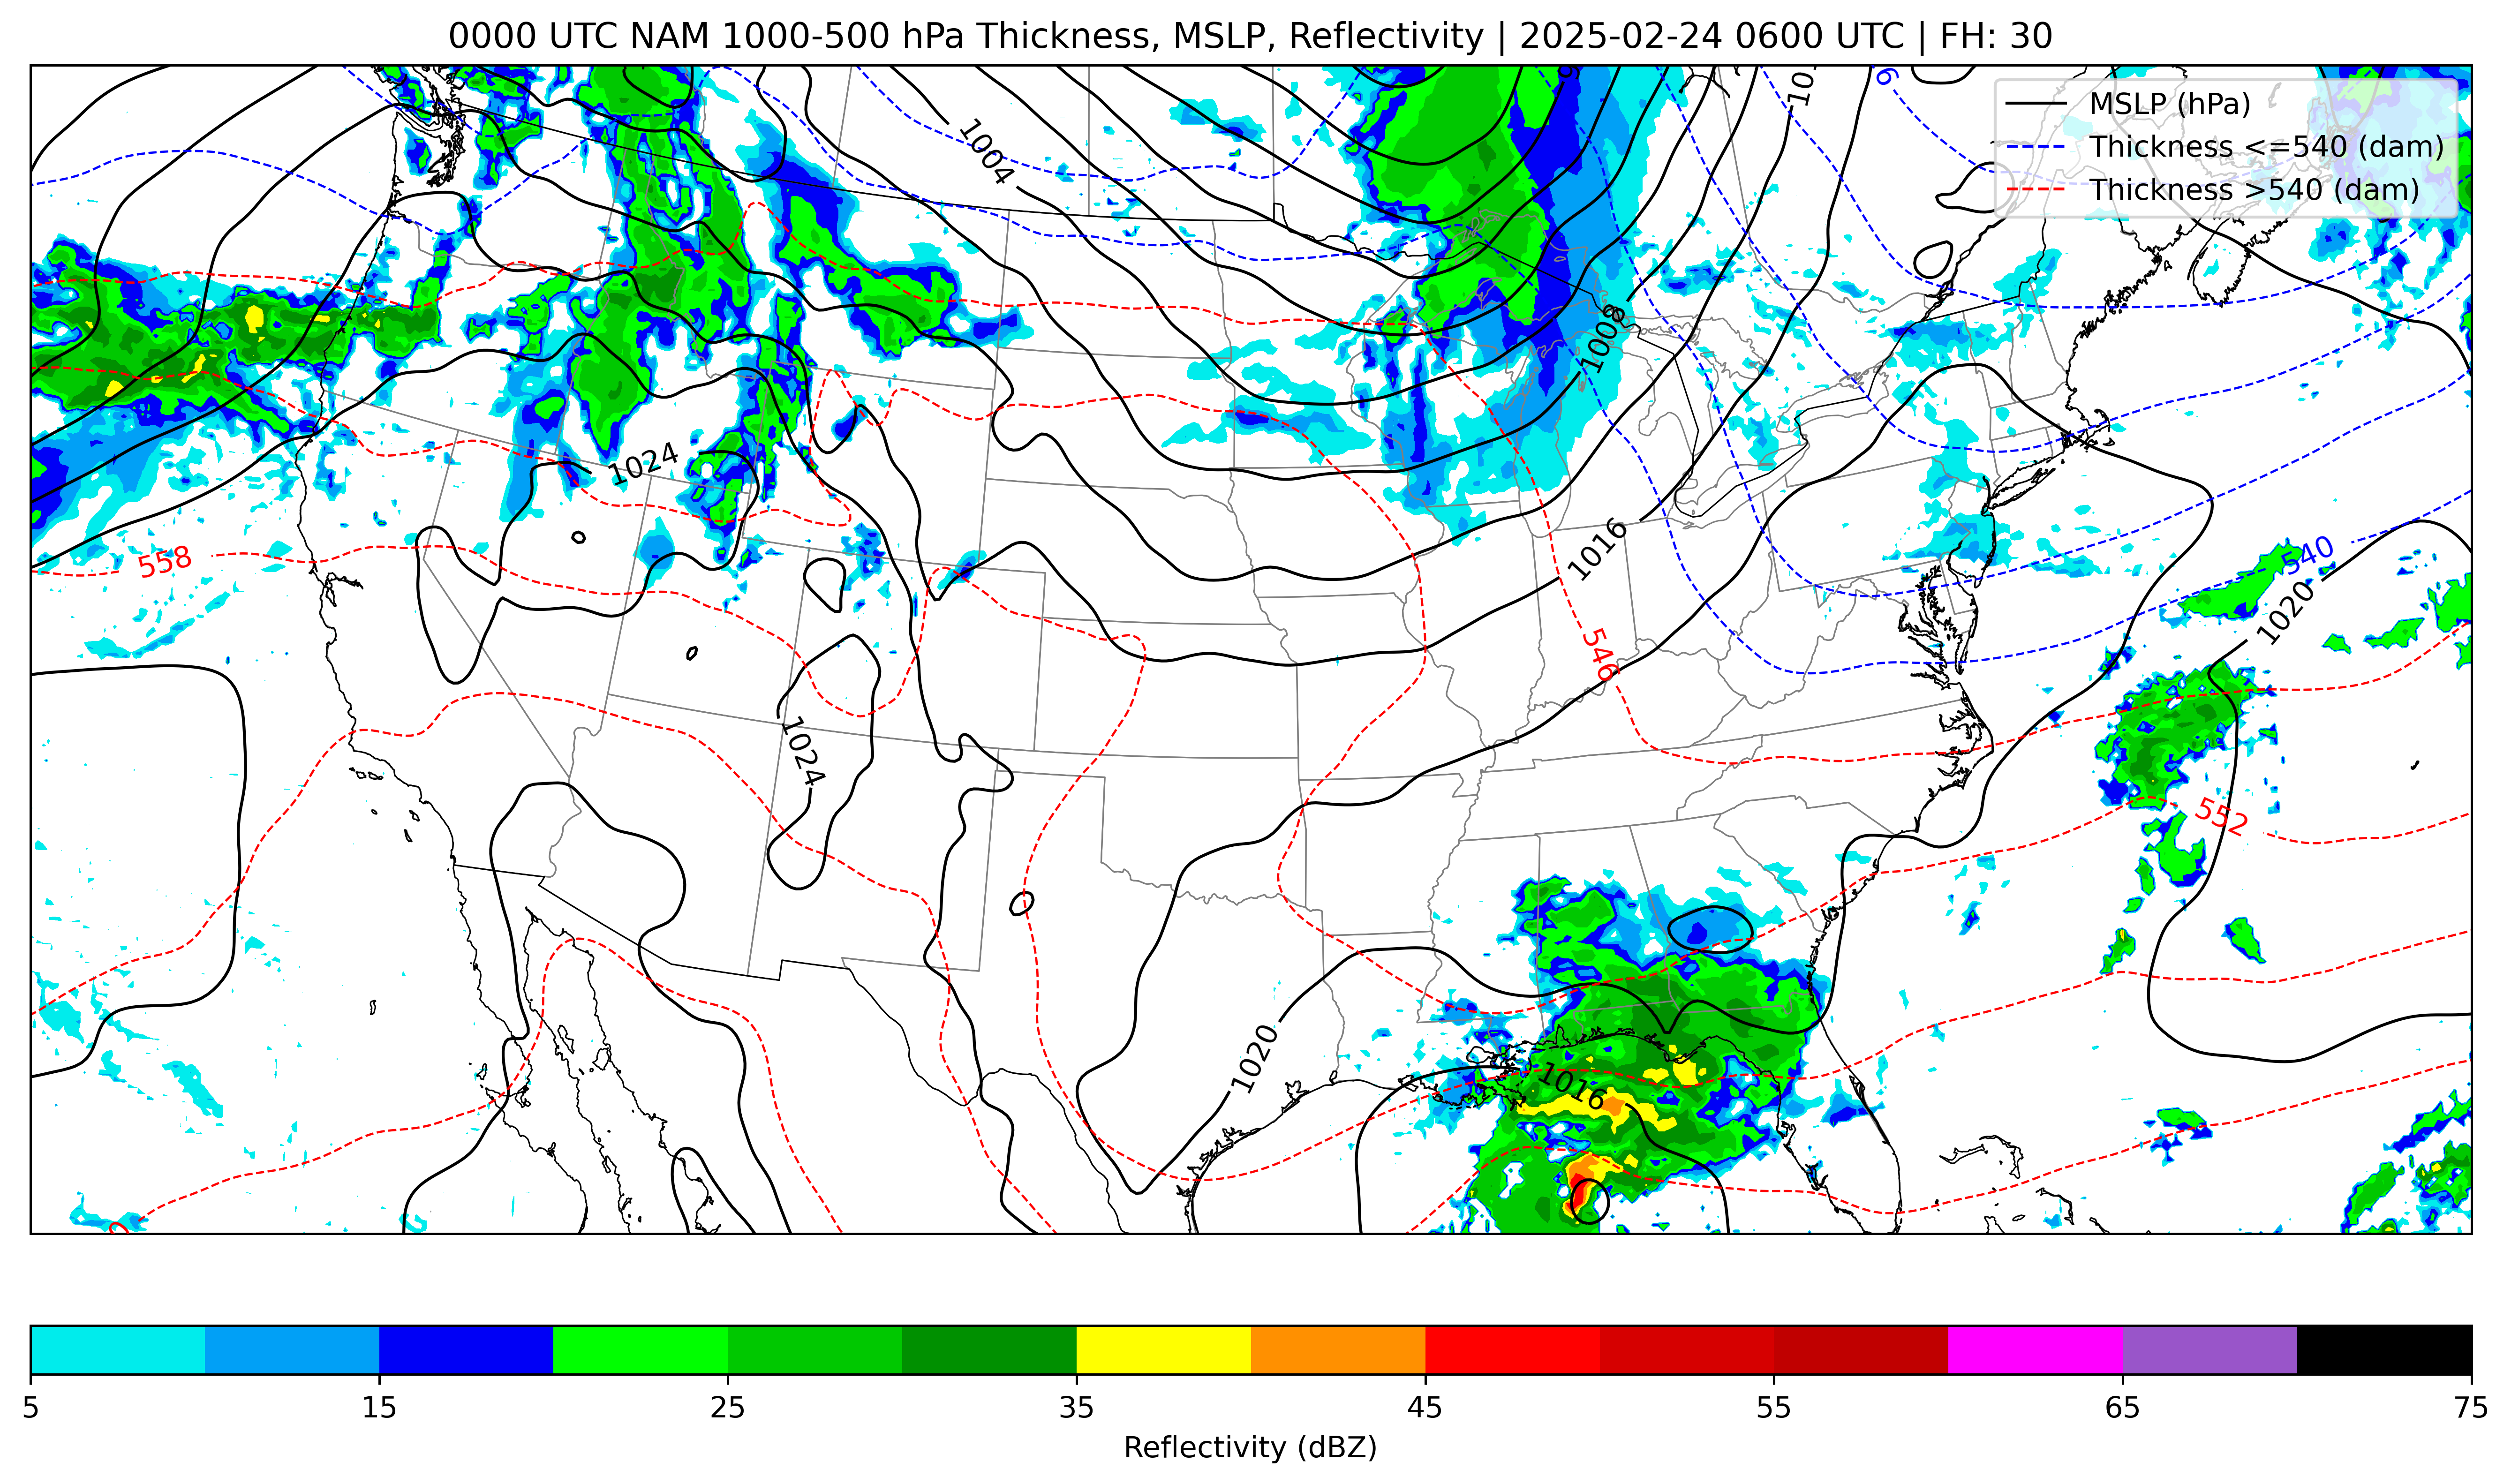 0000 UTC NAM 1000-500 hPa Thickness, MSLP, Reflectivity | 2025-02-24 0600 UTC | FH: 30
MSLP (hPa)
Thickness <=540 (dam)
Thickness >540 (dam)
1004
1008
1024
1016
558
540
1020
546
1024
552
1020
1016
5 15 25 35 45 55 65 75
Reflectivity (dBZ)